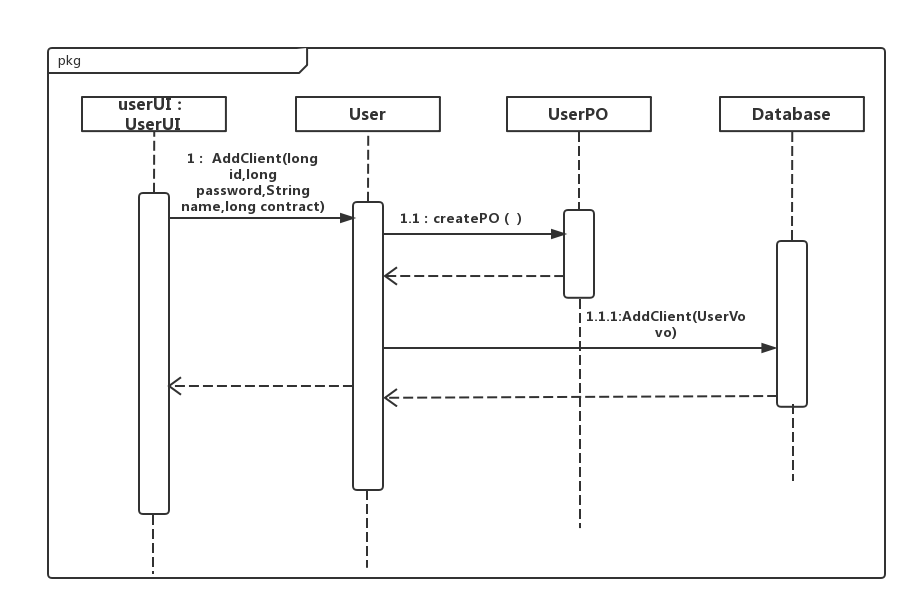 pkg
userUI :
UserUI
User
UserPO
Database
1 : AddClient(long
id,long
password,String
name,long contract)
1.1 : createPO ( )
1.1.1:AddClient(UserVo
vo)